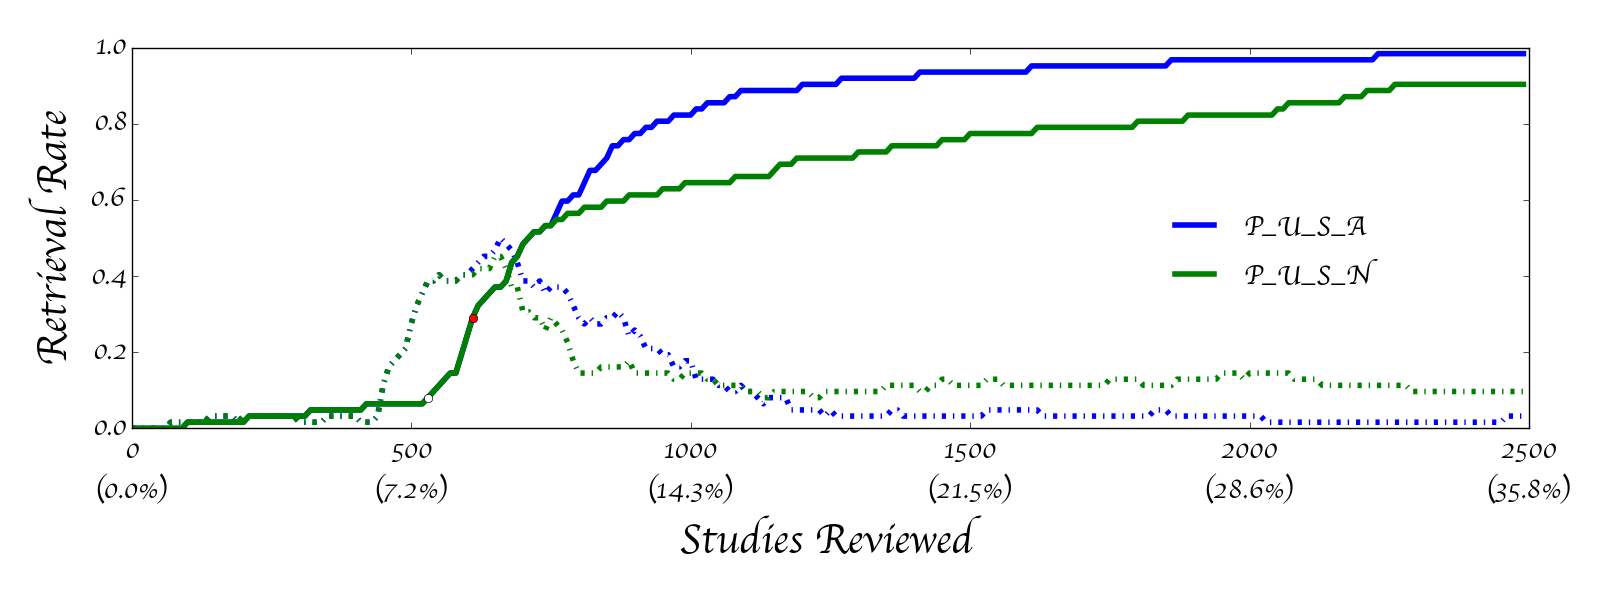 1.0
0.8
0.6
0.4
0.2
0.0
Retrieval Rate
P_U_S_A
P_U_S_N
0 500 1000 1500 2000 2500
(0.0%) (7.2%) (14.3%) (21.5%) (28.6%) (35.8%)
Studies Reviewed